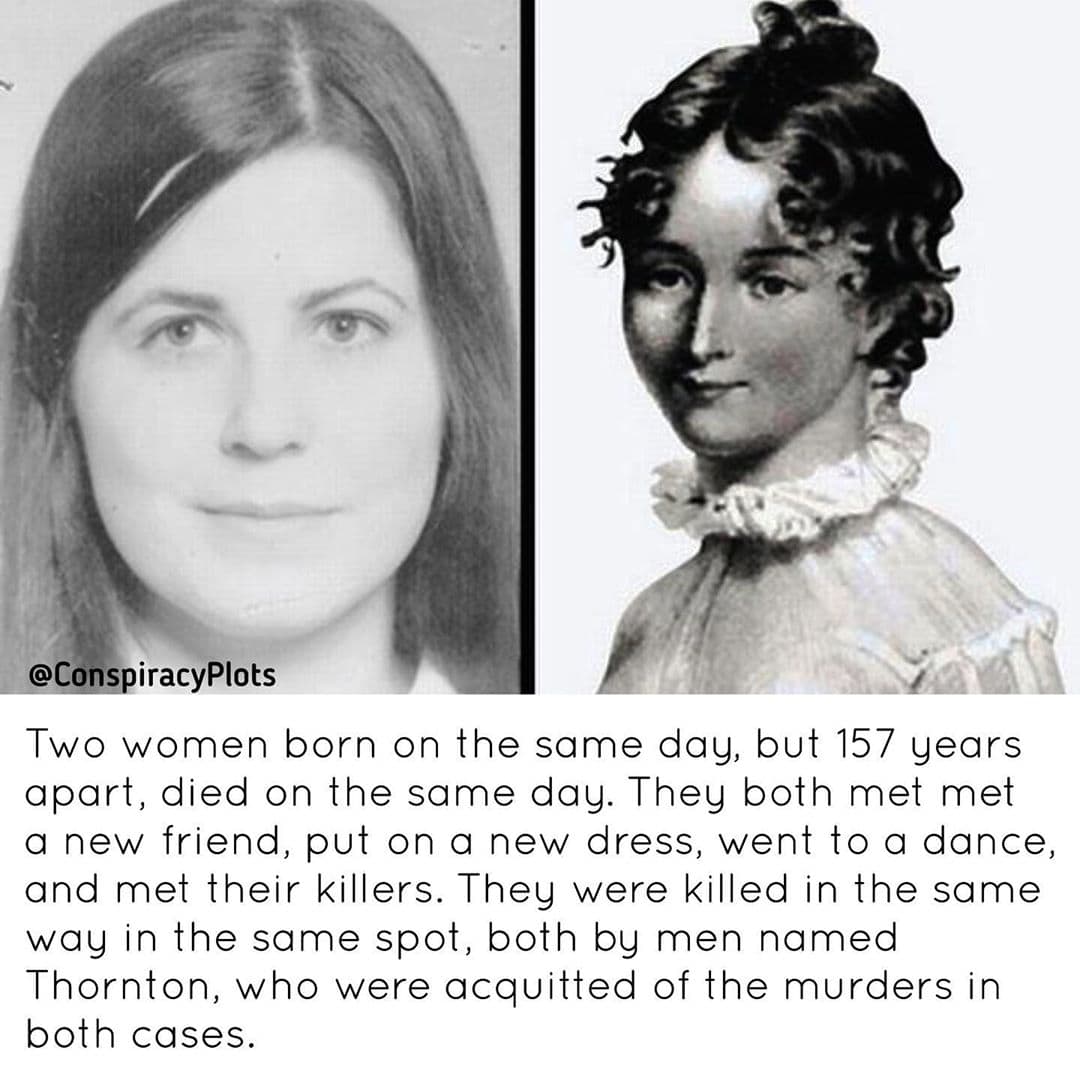 @ConspiracyPlots
Two women born on the same day, but 157 years
apart, died on the same day. They both met met
a new friend, put on a new dress, went to a dance,
and met their killers. They were killed in the same
way in the same spot, both by men named
Thornton, who were acquitted of the murders in
both cases.